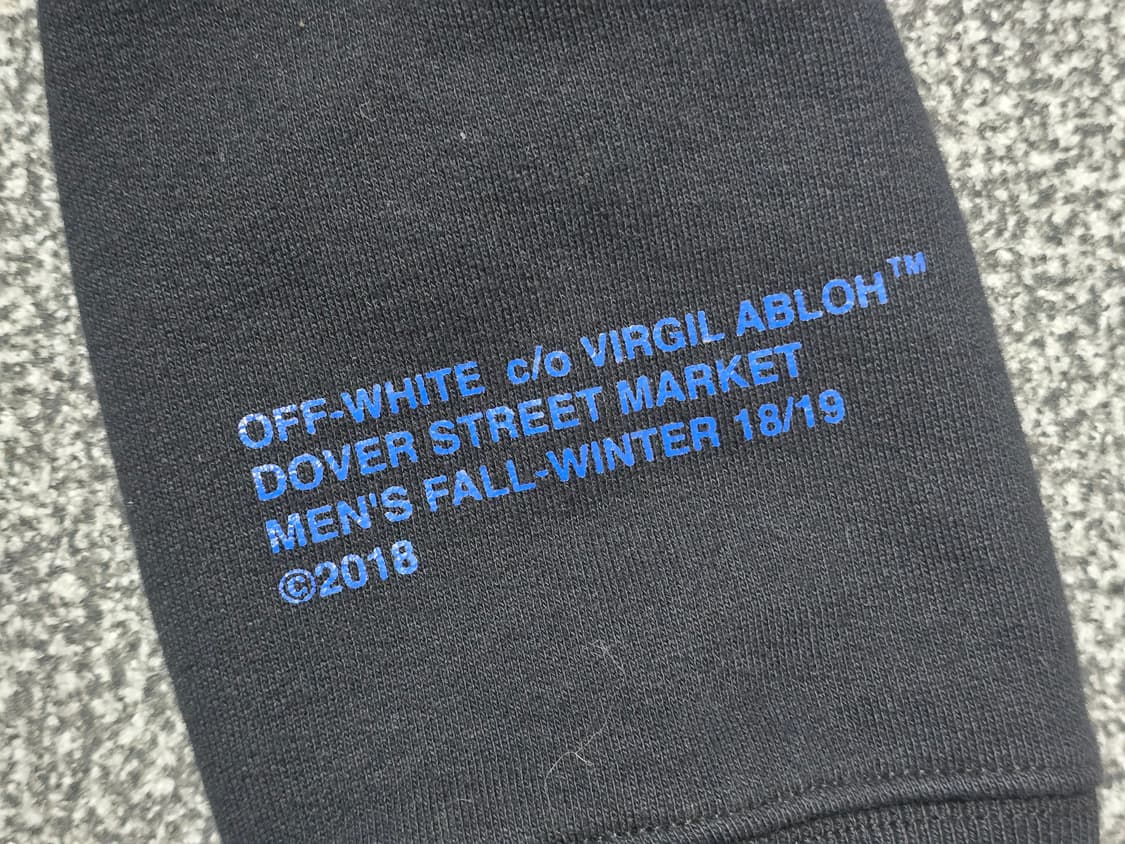 OFF-WHITE c/o VIRGIL ABLOH™
DOVER STREET MARKET
MEN'S FALL-WINTER 18/19
©2018